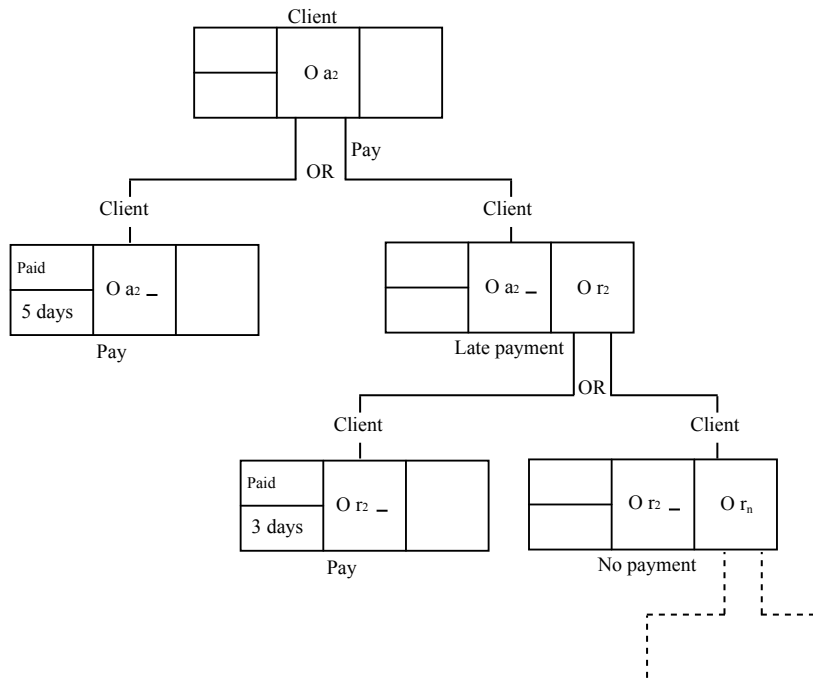 Client
O a₂
Pay
OR
Client
Client
Paid
5 days
O a₂ _
Pay
O a₂ _
O r₂
Late payment
OR
Client
Client
Paid
3 days
O r₂ _
Pay
O r₂ _
O rₙ
No payment